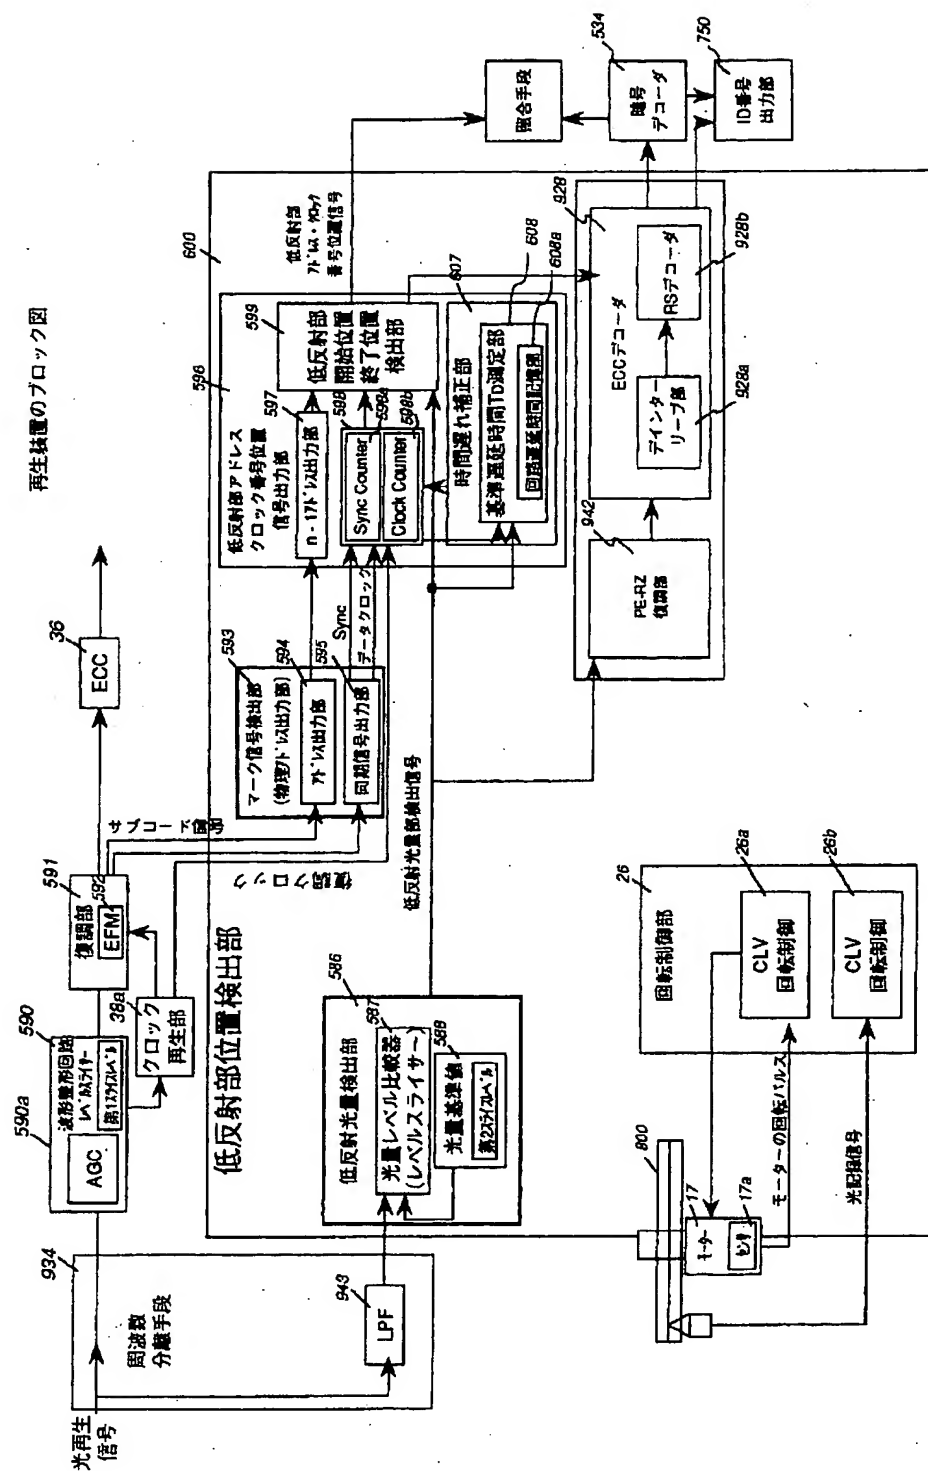 再生装置のブロック図
光再生
信号
934
周波数
分離手段
943
LPF
590a
590
波形整形回路
AGC
レベルスライサー
第1スライスレベル
38a
クロック
再生部
591
復調部
592
EFM
36
ECC
サブコード信号
復調クロック
600
低反射部位置検出部
586
低反射光量検出部
587
光量レベル比較器
(レベルスライサー)
588
光量基準値
第2スライスレベル
低反射光量部検出信号
593
マーク信号検出部
(物理アドレス出力部)
594
アドレス出力部
595
同期信号出力部
Sync
データクロック
596
低反射部アドレス
クロック番号位置
信号出力部
597
n-1アドレス出力部
598
Sync Counter
598a
Clock Counter
598b
599
低反射部
開始位置
終了位置
検出部
低反射部
アドレス・クロック
番号位置信号
607
時間遅れ補正部
608
基準遅延時間TD測定部
608a
回路遅延時間記憶部
942
PE-RZ
復調部
928
ECCデコーダ
デインター
リーブ部
928a
RSデコーダ
928b
照合手段
534
暗号
デコーダ
750
ID番号
出力部
800
17
モーター
17a
センサ
モーターの回転パルス
光記録信号
26
回転制御部
26a
CLV
回転制御
26b
CLV
回転制御